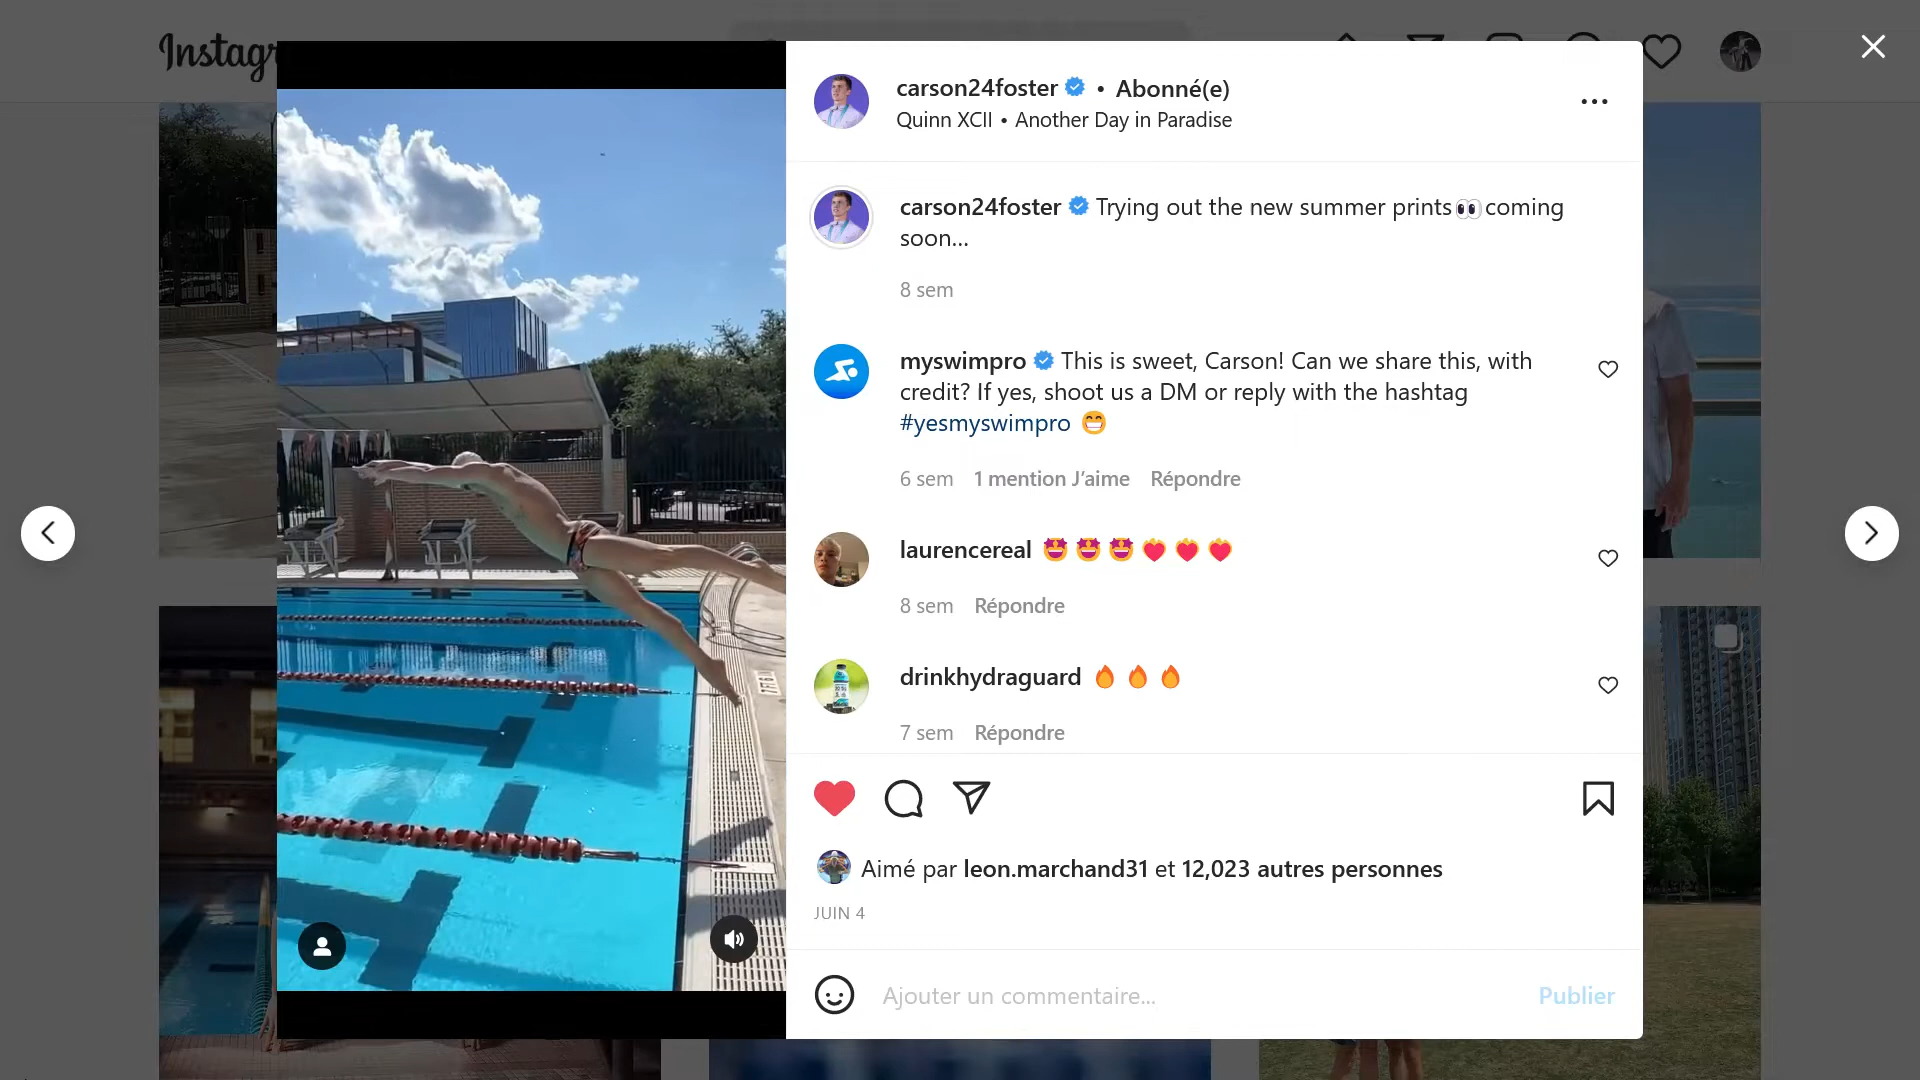 Instagr
carson24foster • Abonné(e)
Quinn XCII • Another Day in Paradise
carson24foster Trying out the new summer prints👀coming
soon...
8 sem
myswimpro This is sweet, Carson! Can we share this, with
credit? If yes, shoot us a DM or reply with the hashtag
#yesmyswimpro 😁
6 sem 1 mention J’aime Répondre
laurencereal 🤩🤩🤩❤️‍🔥❤️‍🔥❤️‍🔥
8 sem Répondre
drinkhydraguard 🔥🔥🔥
7 sem Répondre
Aimé par leon.marchand31 et 12,023 autres personnes
JUIN 4
Ajouter un commentaire...
Publier